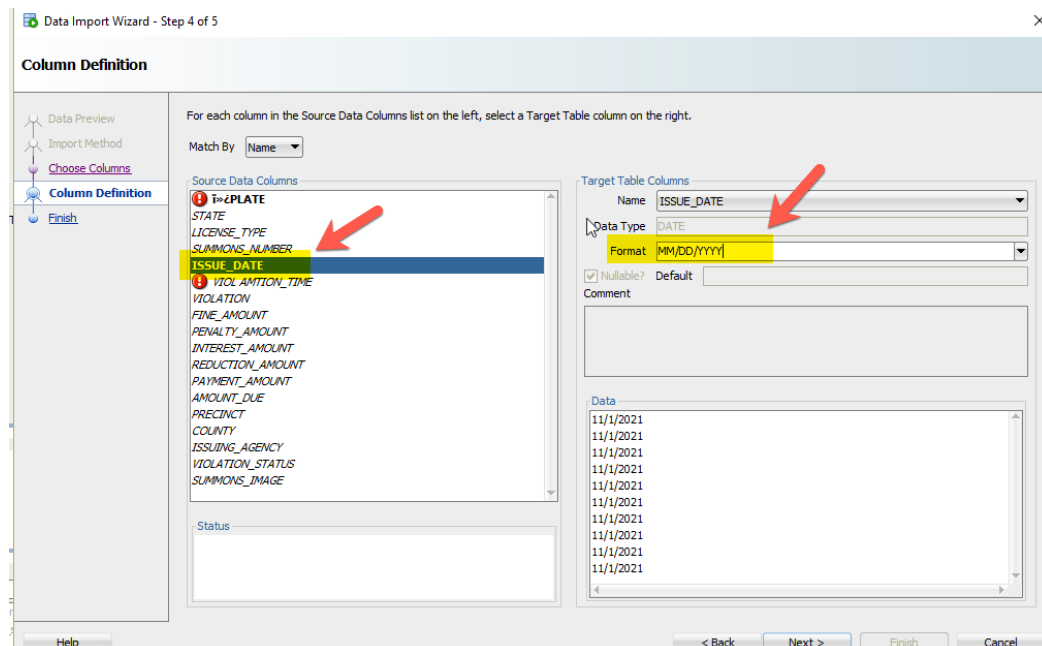 Data Import Wizard - Step 4 of 5
Column Definition
Data Preview
Import Method
Choose Columns
Column Definition
Finish
For each column in the Source Data Columns list on the left, select a Target Table column on the right.
Match By Name
Source Data Columns
ï»¿PLATE
STATE
LICENSE_TYPE
SUMMONS_NUMBER
ISSUE_DATE
VIOL AMTION_TIME
VIOLATION
FINE_AMOUNT
PENALTY_AMOUNT
INTEREST_AMOUNT
REDUCTION_AMOUNT
PAYMENT_AMOUNT
AMOUNT_DUE
PRECINCT
COUNTY
ISSUING_AGENCY
VIOLATION_STATUS
SUMMONS_IMAGE
Status
Target Table Columns
Name ISSUE_DATE
Data Type DATE
Format MM/DD/YYYY
Nullable? Default
Comment
Data
11/1/2021
11/1/2021
11/1/2021
11/1/2021
11/1/2021
11/1/2021
11/1/2021
11/1/2021
11/1/2021
11/1/2021
Help
< Back Next > Finish Cancel